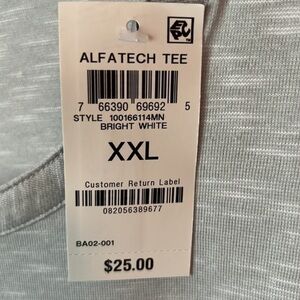 ALFATECH TEE
7 66390 69692 5
STYLE 100166114MN
BRIGHT WHITE
XXL
Customer Return Label
082056389677
BA02-001
$25.00